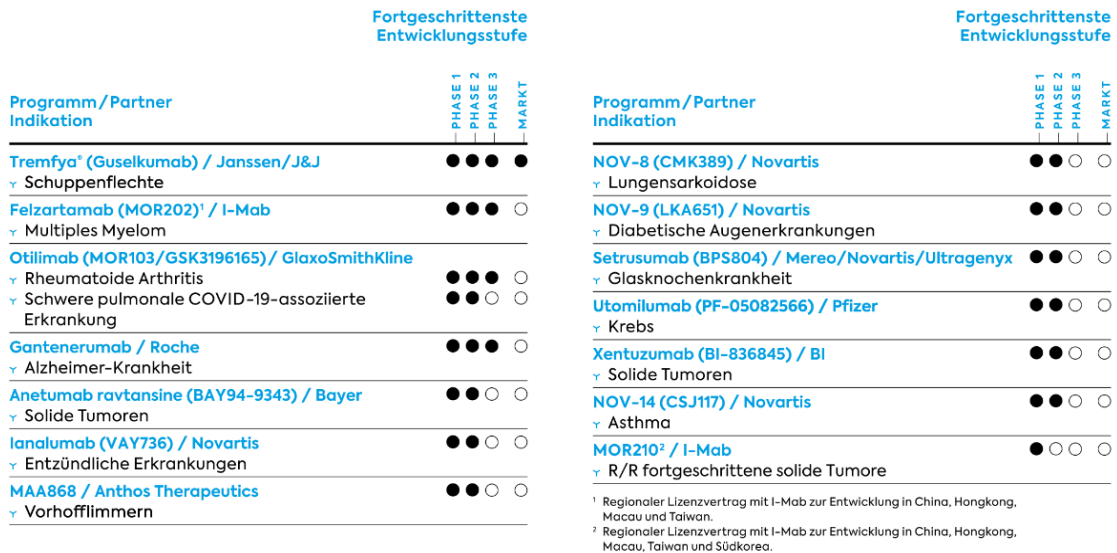 Fortgeschrittenste
Entwicklungsstufe
Programm / Partner
Indikation
PHASE 1
PHASE 2
PHASE 3
MARKT
Tremfya® (Guselkumab) / Janssen/J&J
Schuppenflechte
Felzartamab (MOR202)¹ / I-Mab
Multiples Myelom
Otilimab (MOR103/GSK3196165) / GlaxoSmithKline
Rheumatoide Arthritis
Schwere pulmonale COVID-19-assoziierte
Erkrankung
Gantenerumab / Roche
Alzheimer-Krankheit
Anetumab ravtansine (BAY94-9343) / Bayer
Solide Tumoren
Ianalumab (VAY736) / Novartis
Entzündliche Erkrankungen
MAA868 / Anthos Therapeutics
Vorhofflimmern
Fortgeschrittenste
Entwicklungsstufe
Programm / Partner
Indikation
PHASE 1
PHASE 2
PHASE 3
MARKT
NOV-8 (CMK389) / Novartis
Lungensarkoidose
NOV-9 (LKA651) / Novartis
Diabetische Augenerkrankungen
Setrusumab (BPS804) / Mereo/Novartis/Ultragenyx
Glasknochenkrankheit
Utomilumab (PF-05082566) / Pfizer
Krebs
Xentuzumab (BI-836845) / BI
Solide Tumoren
NOV-14 (CSJ117) / Novartis
Asthma
MOR210² / I-Mab
R/R fortgeschrittene solide Tumore
¹ Regionaler Lizenzvertrag mit I-Mab zur Entwicklung in China, Hongkong,
Macau und Taiwan.
² Regionaler Lizenzvertrag mit I-Mab zur Entwicklung in China, Hongkong,
Macau, Taiwan und Südkorea.